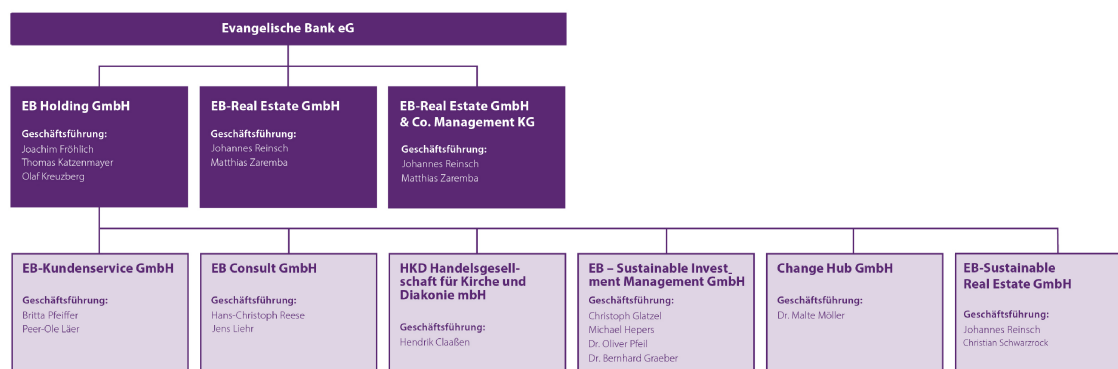 Evangelische Bank eG
EB Holding GmbH
Geschäftsführung:
Joachim Fröhlich
Thomas Katzenmayer
Olaf Kreuzberg
EB-Real Estate GmbH
Geschäftsführung:
Johannes Reinsch
Matthias Zaremba
EB-Real Estate GmbH
& Co. Management KG
Geschäftsführung:
Johannes Reinsch
Matthias Zaremba
EB-Kundenservice GmbH
Geschäftsführung:
Britta Pfeiffer
Peer-Ole Läer
EB Consult GmbH
Geschäftsführung:
Hans-Christoph Reese
Jens Liehr
HKD Handelsgesell-
schaft für Kirche und
Diakonie mbH
Geschäftsführung:
Hendrik Claaßen
EB – Sustainable Invest_
ment Management GmbH
Geschäftsführung:
Christoph Glatzel
Michael Hepers
Dr. Oliver Pfeil
Dr. Bernhard Graeber
Change Hub GmbH
Geschäftsführung:
Dr. Malte Möller
EB-Sustainable
Real Estate GmbH
Geschäftsführung:
Johannes Reinsch
Christian Schwarzrock